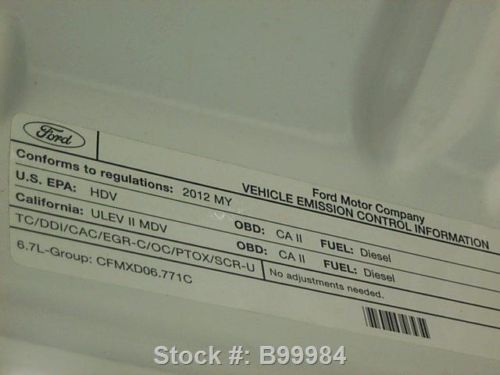 Ford
Ford Motor Company
VEHICLE EMISSION CONTROL INFORMATION
Conforms to regulations: 2012 MY
U.S. EPA: HDV OBD: CA II FUEL: Diesel
California: ULEV II MDV OBD: CA II FUEL: Diesel
TC/DDI/CAC/EGR-C/OC/PTOX/SCR-U No adjustments needed.
6.7L-Group: CFMXD06.771C
Stock #: B99984